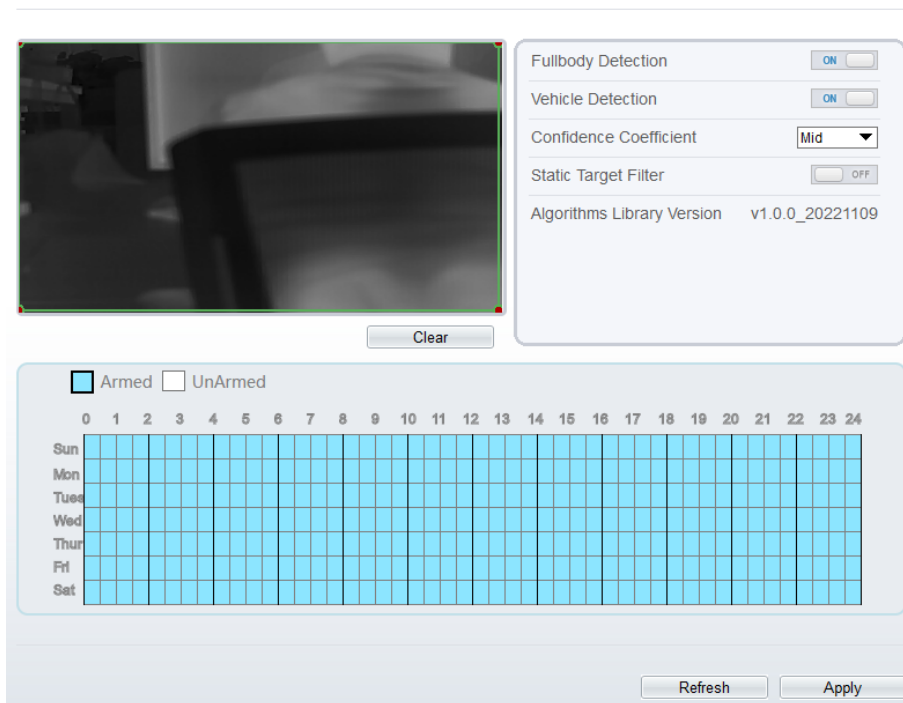 Fullbody Detection ON
Vehicle Detection ON
Confidence Coefficient Mid
Static Target Filter OFF
Algorithms Library Version v1.0.0_20221109
Clear
Armed UnArmed
0 1 2 3 4 5 6 7 8 9 10 11 12 13 14 15 16 17 18 19 20 21 22 23 24
Sun
Mon
Tues
Wed
Thur
Fri
Sat
Refresh Apply